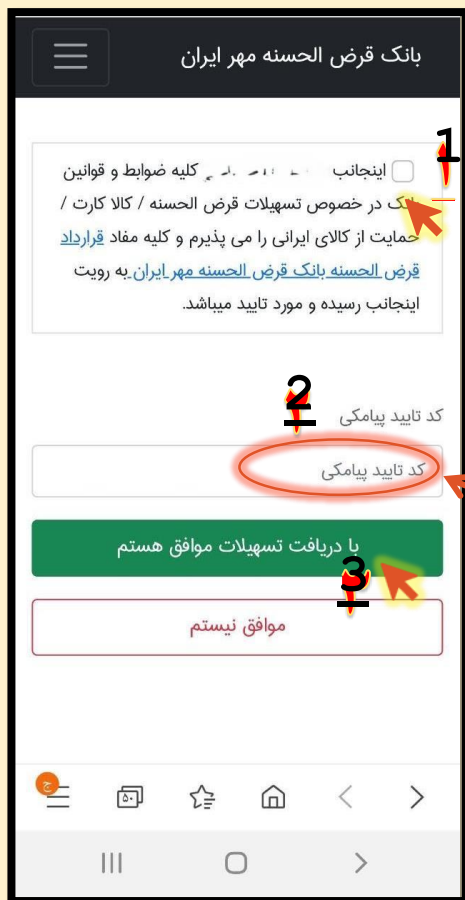 بانک قرض الحسنه مهر ایران
1
اینجانب کلیه ضوابط و قوانین
بانک در خصوص تسهیلات قرض الحسنه / کالا کارت /
حمایت از کالای ایرانی را می پذیرم و کلیه مفاد قرارداد
قرض الحسنه بانک قرض الحسنه مهر ایران به رویت
اینجانب رسیده و مورد تایید میباشد.
2
کد تایید پیامکی
کد تایید پیامکی
با دریافت تسهیلات موافق هستم
3
موافق نیستم
ج
۵۰